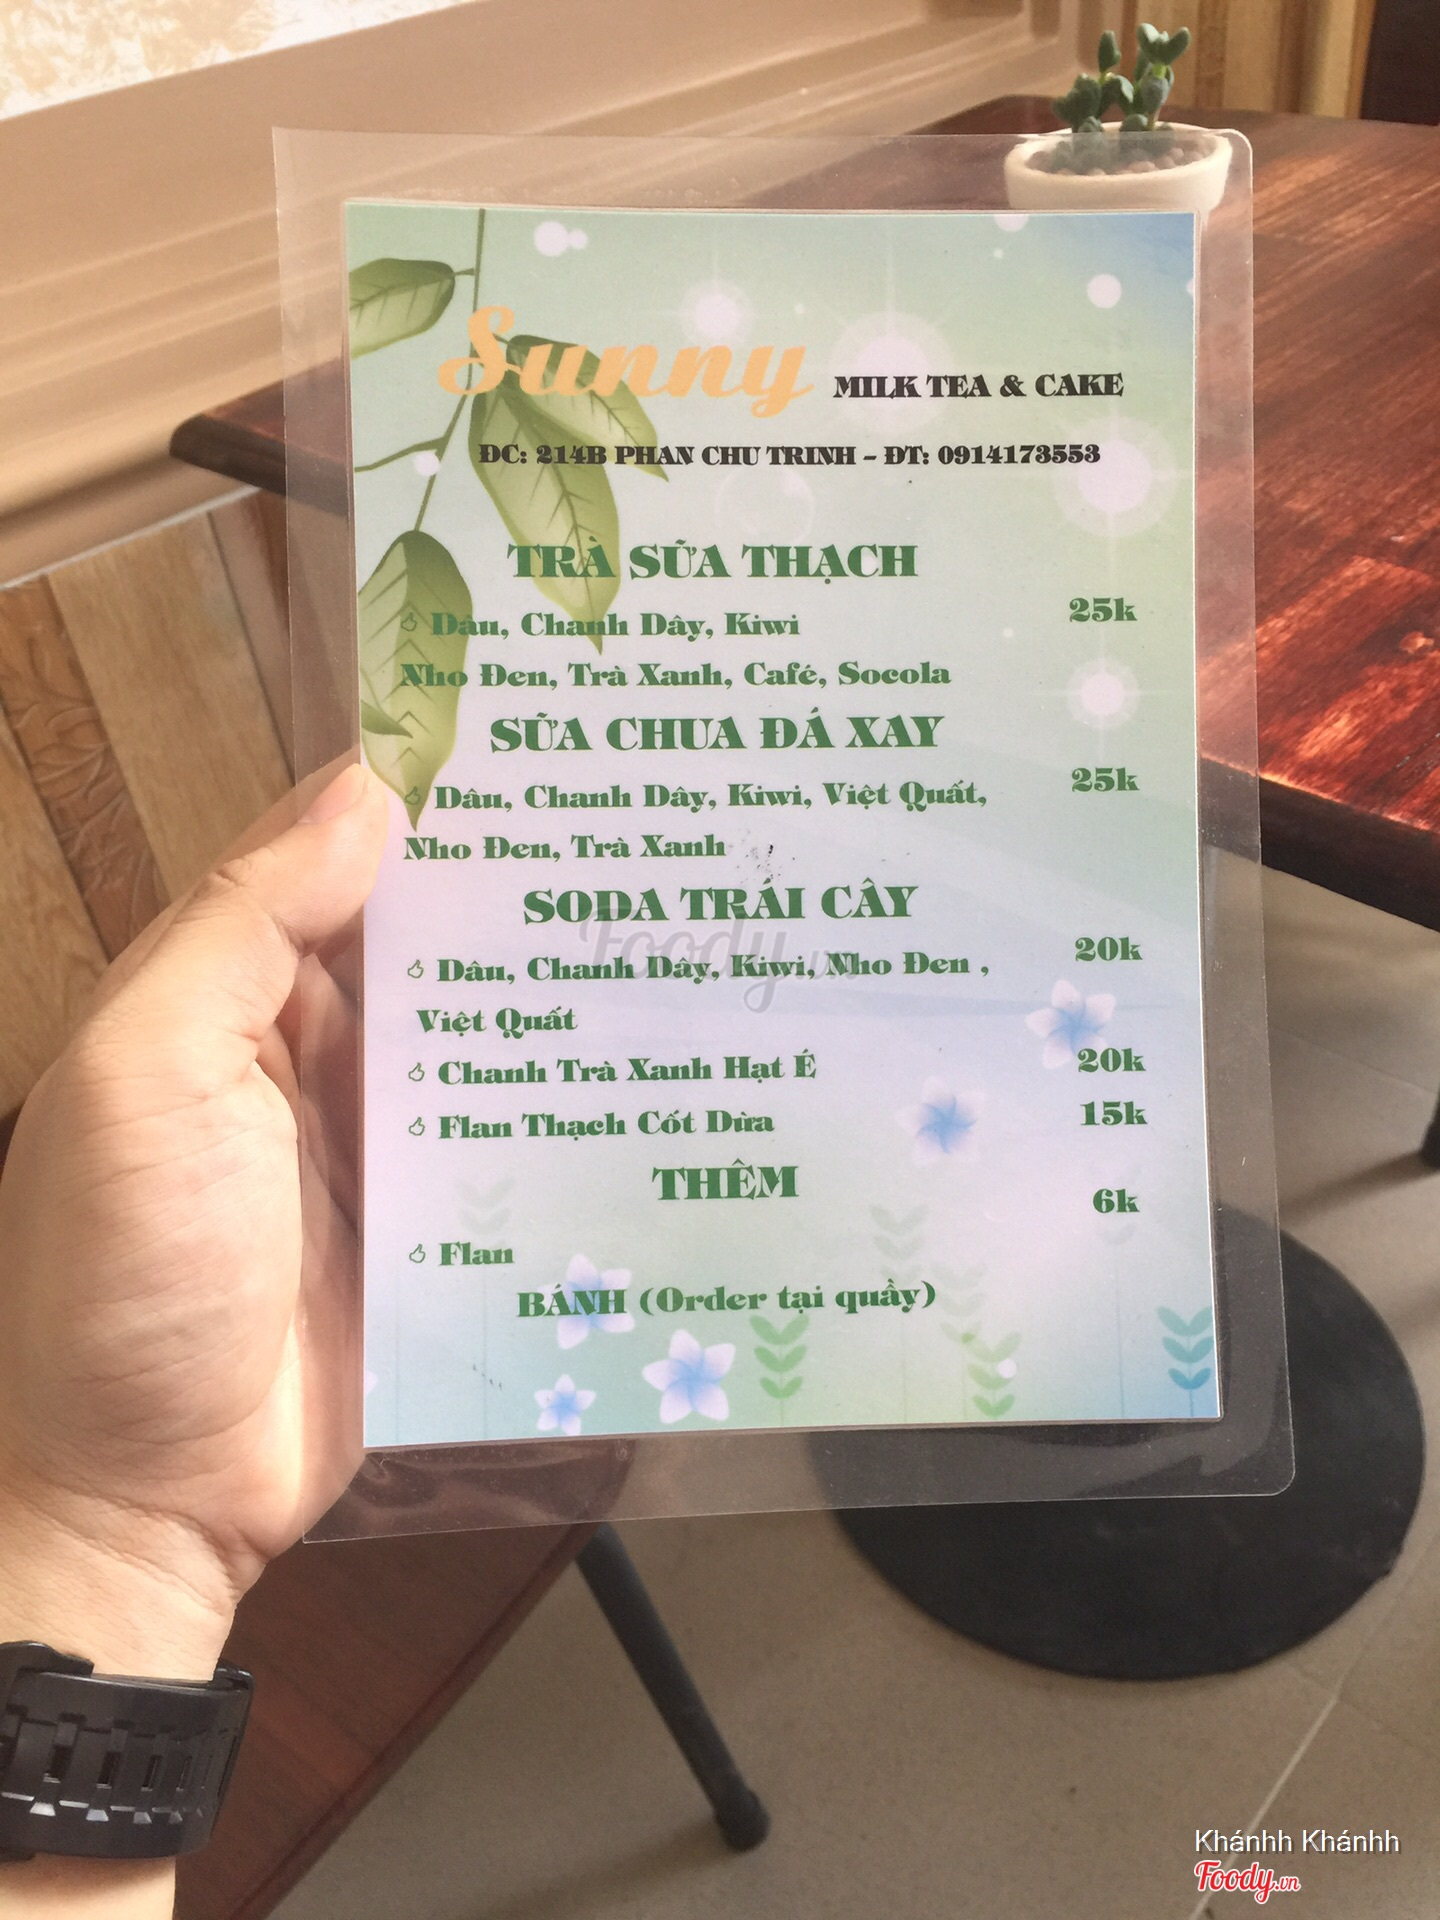 Sunny MILK TEA & CAKE
ĐC: 214B PHAN CHU TRINH – ĐT: 0914173553
TRÀ SỮA THẠCH
Dâu, Chanh Dây, Kiwi 25k
Nho Đen, Trà Xanh, Café, Socola
SỮA CHUA ĐÁ XAY
Dâu, Chanh Dây, Kiwi, Việt Quất, 25k
Nho Đen, Trà Xanh
SODA TRÁI CÂY
Foody.vn
Dâu, Chanh Dây, Kiwi, Nho Đen , 20k
Việt Quất
Chanh Trà Xanh Hạt É 20k
Flan Thạch Cốt Dừa 15k
THÊM
6k
Flan
BÁNH (Order tại quầy)
Khánhh Khánhh
Foody.vn